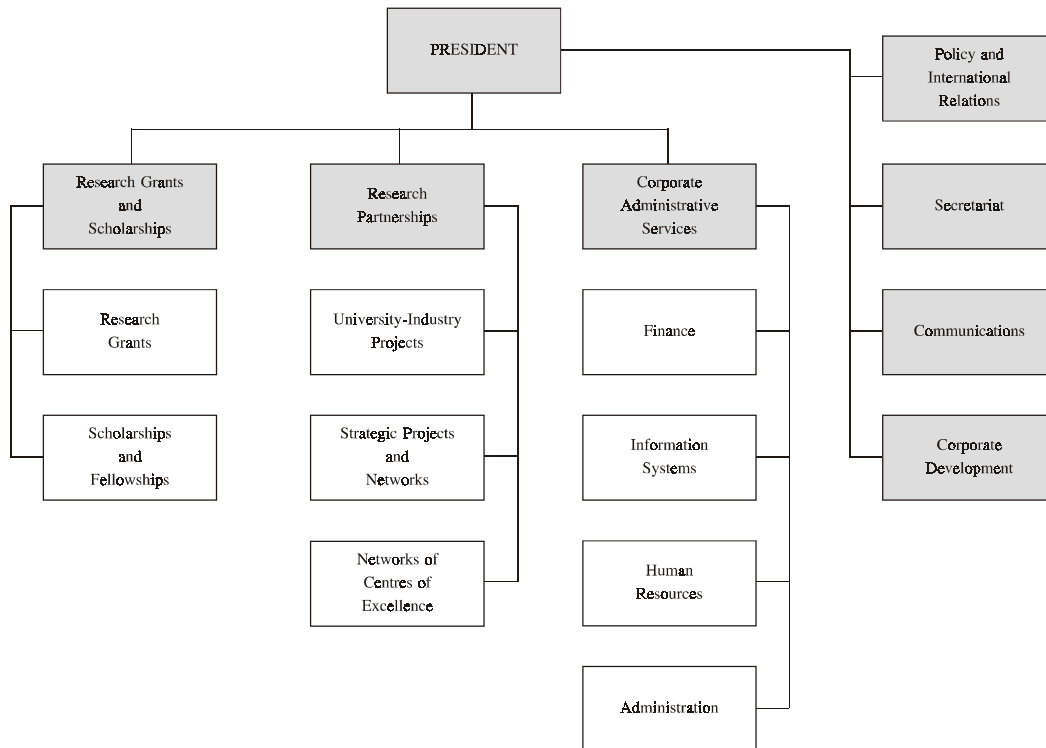 PRESIDENT
Policy and
International
Relations
Research Grants
and
Scholarships
Research
Partnerships
Corporate
Administrative
Services
Secretariat
Research
Grants
University-Industry
Projects
Finance
Communications
Scholarships
and
Fellowships
Strategic Projects
and
Networks
Information
Systems
Corporate
Development
Networks of
Centres of
Excellence
Human
Resources
Administration